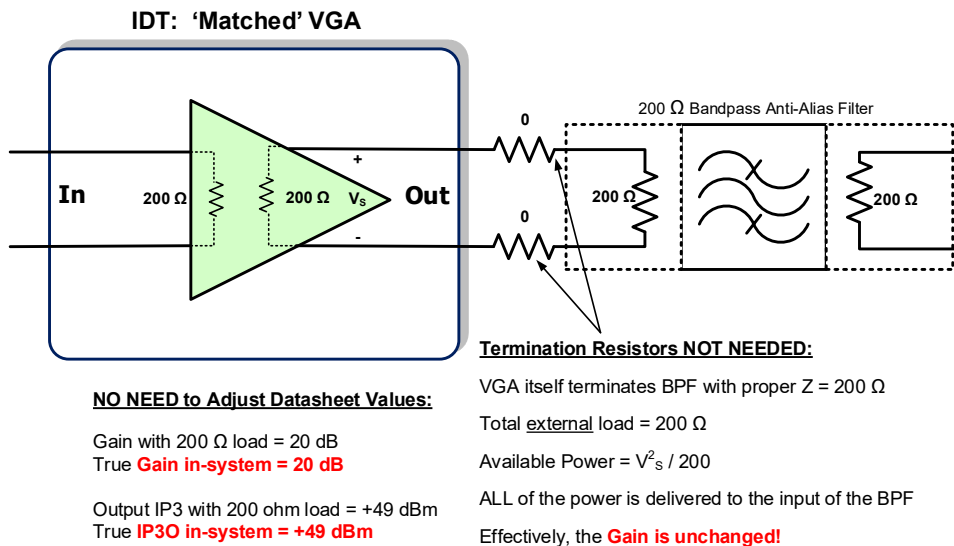 IDT: ‘Matched’ VGA
In
200 Ω
200 Ω
+
Vₛ
-
Out
0
0
200 Ω Bandpass Anti-Alias Filter
200 Ω
200 Ω
NO NEED to Adjust Datasheet Values:
Gain with 200 Ω load = 20 dB
True Gain in-system = 20 dB
Output IP3 with 200 ohm load = +49 dBm
True IP3O in-system = +49 dBm
Termination Resistors NOT NEEDED:
VGA itself terminates BPF with proper Z = 200 Ω
Total external load = 200 Ω
Available Power = V²ₛ / 200
ALL of the power is delivered to the input of the BPF
Effectively, the Gain is unchanged!